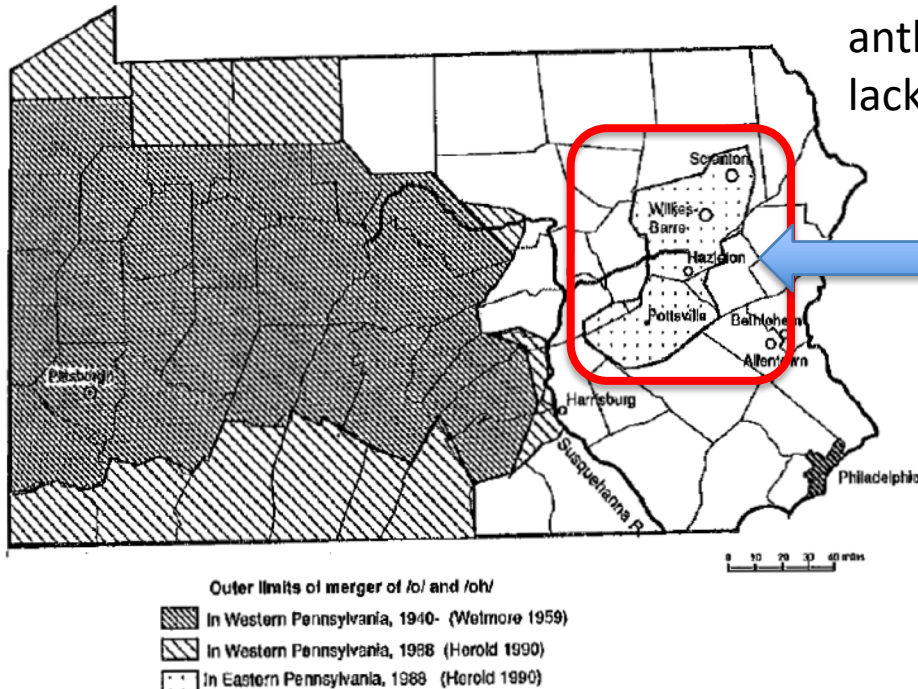 anth
lack
Scranton
Wilkes-
Barre
Hazleton
Pottsville
Bethlehem
Allentown
Pittsburgh
Harrisburg
Susquehanna R.
Philadelphia
0 10 20 30 40 miles
Outer limits of merger of /o/ and /oh/
In Western Pennsylvania, 1940- (Wetmore 1959)
In Western Pennsylvania, 1988 (Herold 1990)
In Eastern Pennsylvania, 1988 (Herold 1990)